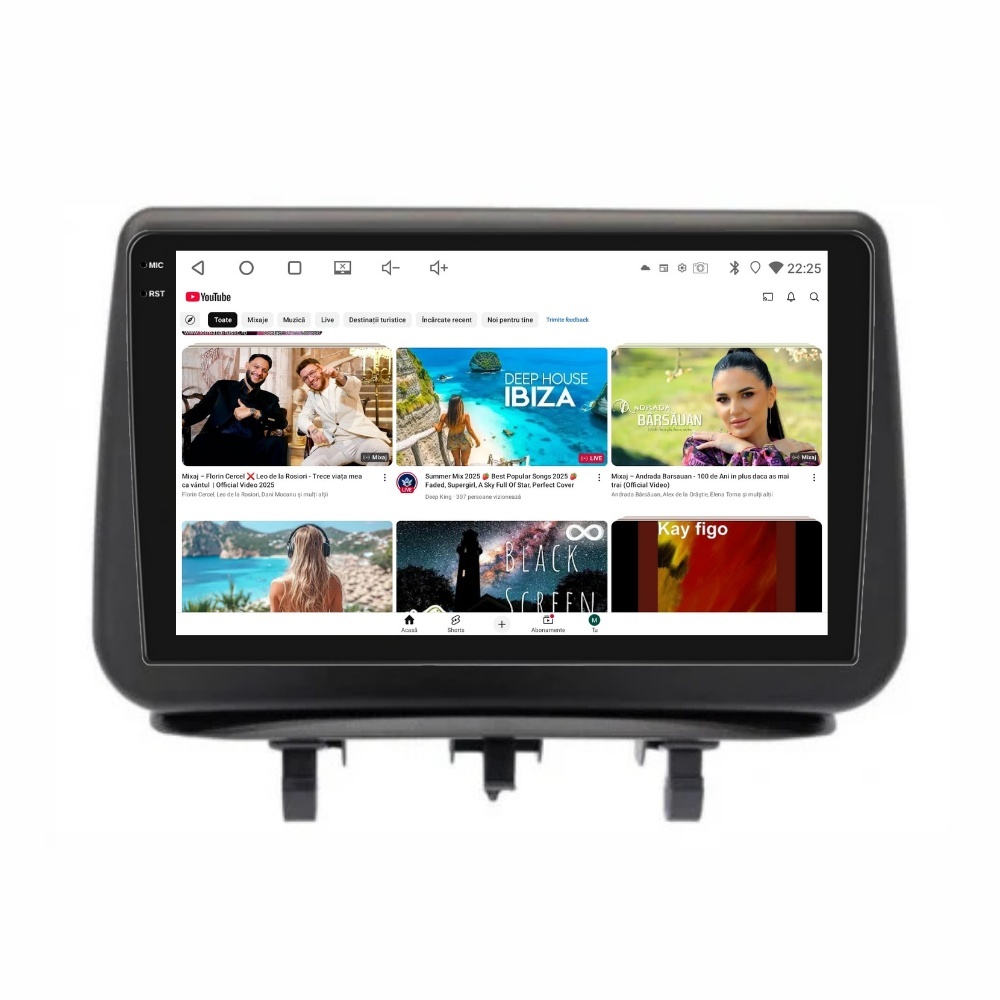 MIC
RST
22:25
YouTube
Toate
Mixaje
Muzică
Live
Destinații turistice
Încărcate recent
Noi pentru tine
Trimite feedback
DEEP HOUSE
IBIZA
ANDRADA
BÂRSĂUAN
Mixaj
LIVE
Mixaj
Mixaj – Florin Cercel ❌ Leo de la Rosiori - Trece viața mea
ca vântul | Official Video 2025
Florin Cercel, Leo de la Rosiori, Dani Mocanu și mulți alții
LIVE
Summer Mix 2025 🍓 Best Popular Songs 2025 🍓
Faded, Supergirl, A Sky Full Of Star, Perfect Cover
Deep King · 307 persoane vizionează
Mixaj – Andrada Barsauan - 100 de Ani in plus daca as mai
trai (Official Video)
Andrada Bârsăuan, Alex de la Orăștie, Elena Toma și mulți alții
BLACK
SCREEN
Kay figo
Acasă
Shorts
Abonamente
M
Tu